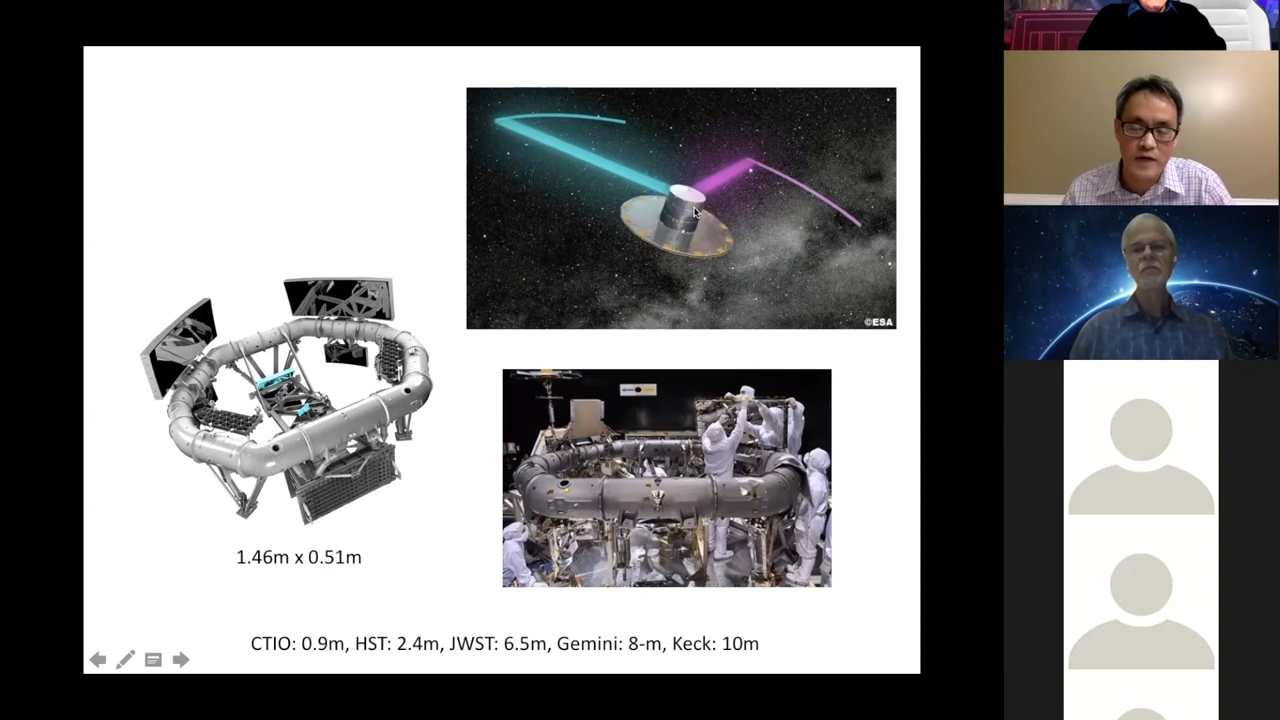 ©ESA
1.46m x 0.51m
CTIO: 0.9m, HST: 2.4m, JWST: 6.5m, Gemini: 8-m, Keck: 10m